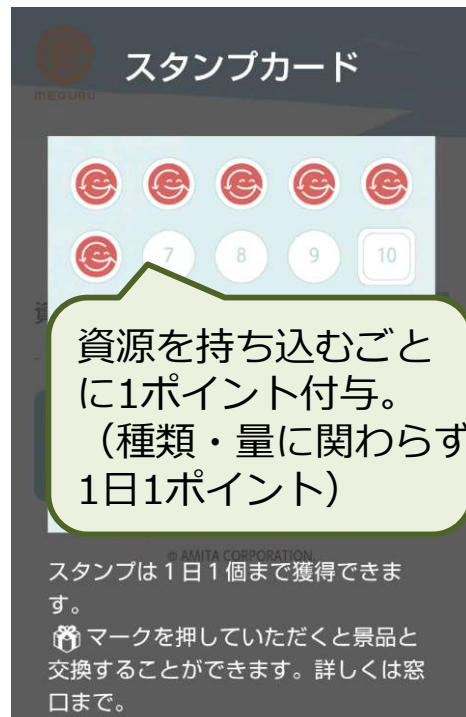 スタンプカード
MEGURU
7 8 9 10
資源を持ち込むごと
に1ポイント付与。
（種類・量に関わらず
1日1ポイント）
© AMITA CORPORATION.
スタンプは１日１個まで獲得できま
す。
マークを押していただくと景品と
交換することができます。詳しくは窓
口まで。